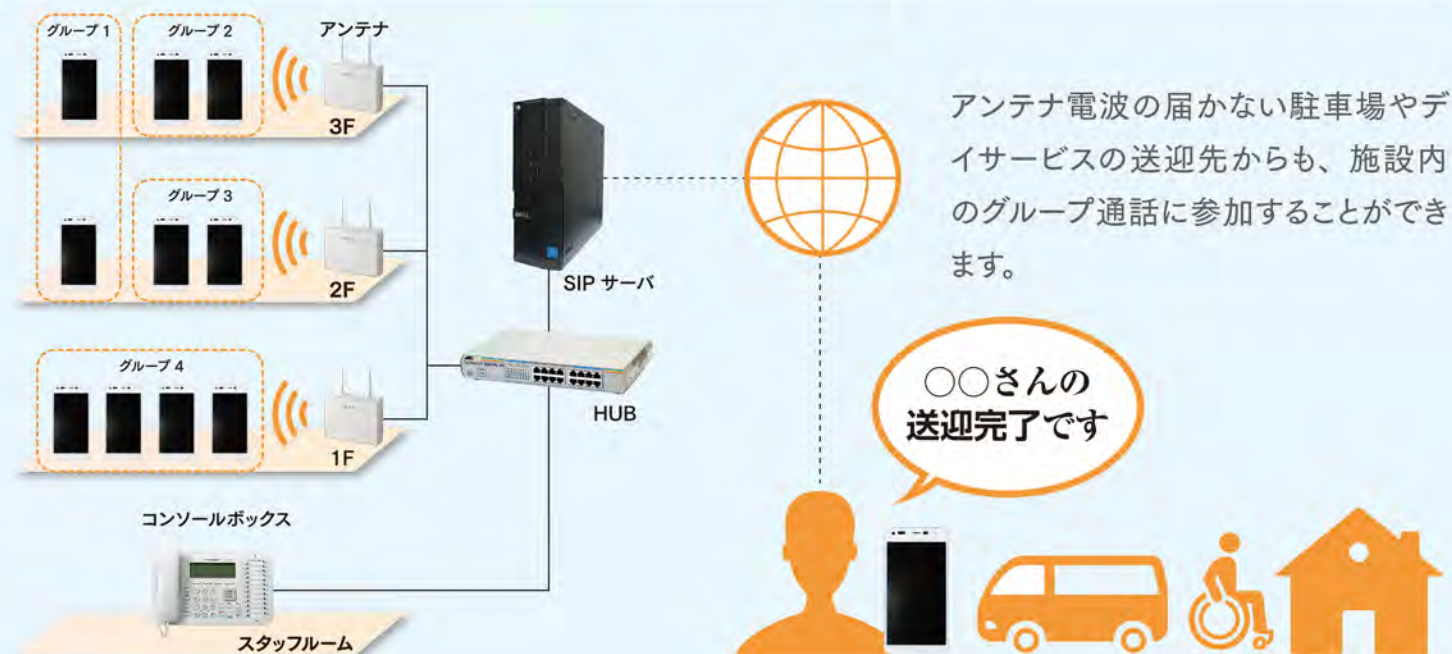 グループ 1
グループ 2
アンテナ
3F
グループ 3
2F
グループ 4
1F
コンソールボックス
スタッフルーム
SIP サーバ
HUB
アンテナ電波の届かない駐車場やデ
イサービスの送迎先からも、施設内
のグループ通話に参加することができ
ます。
○○さんの
送迎完了です